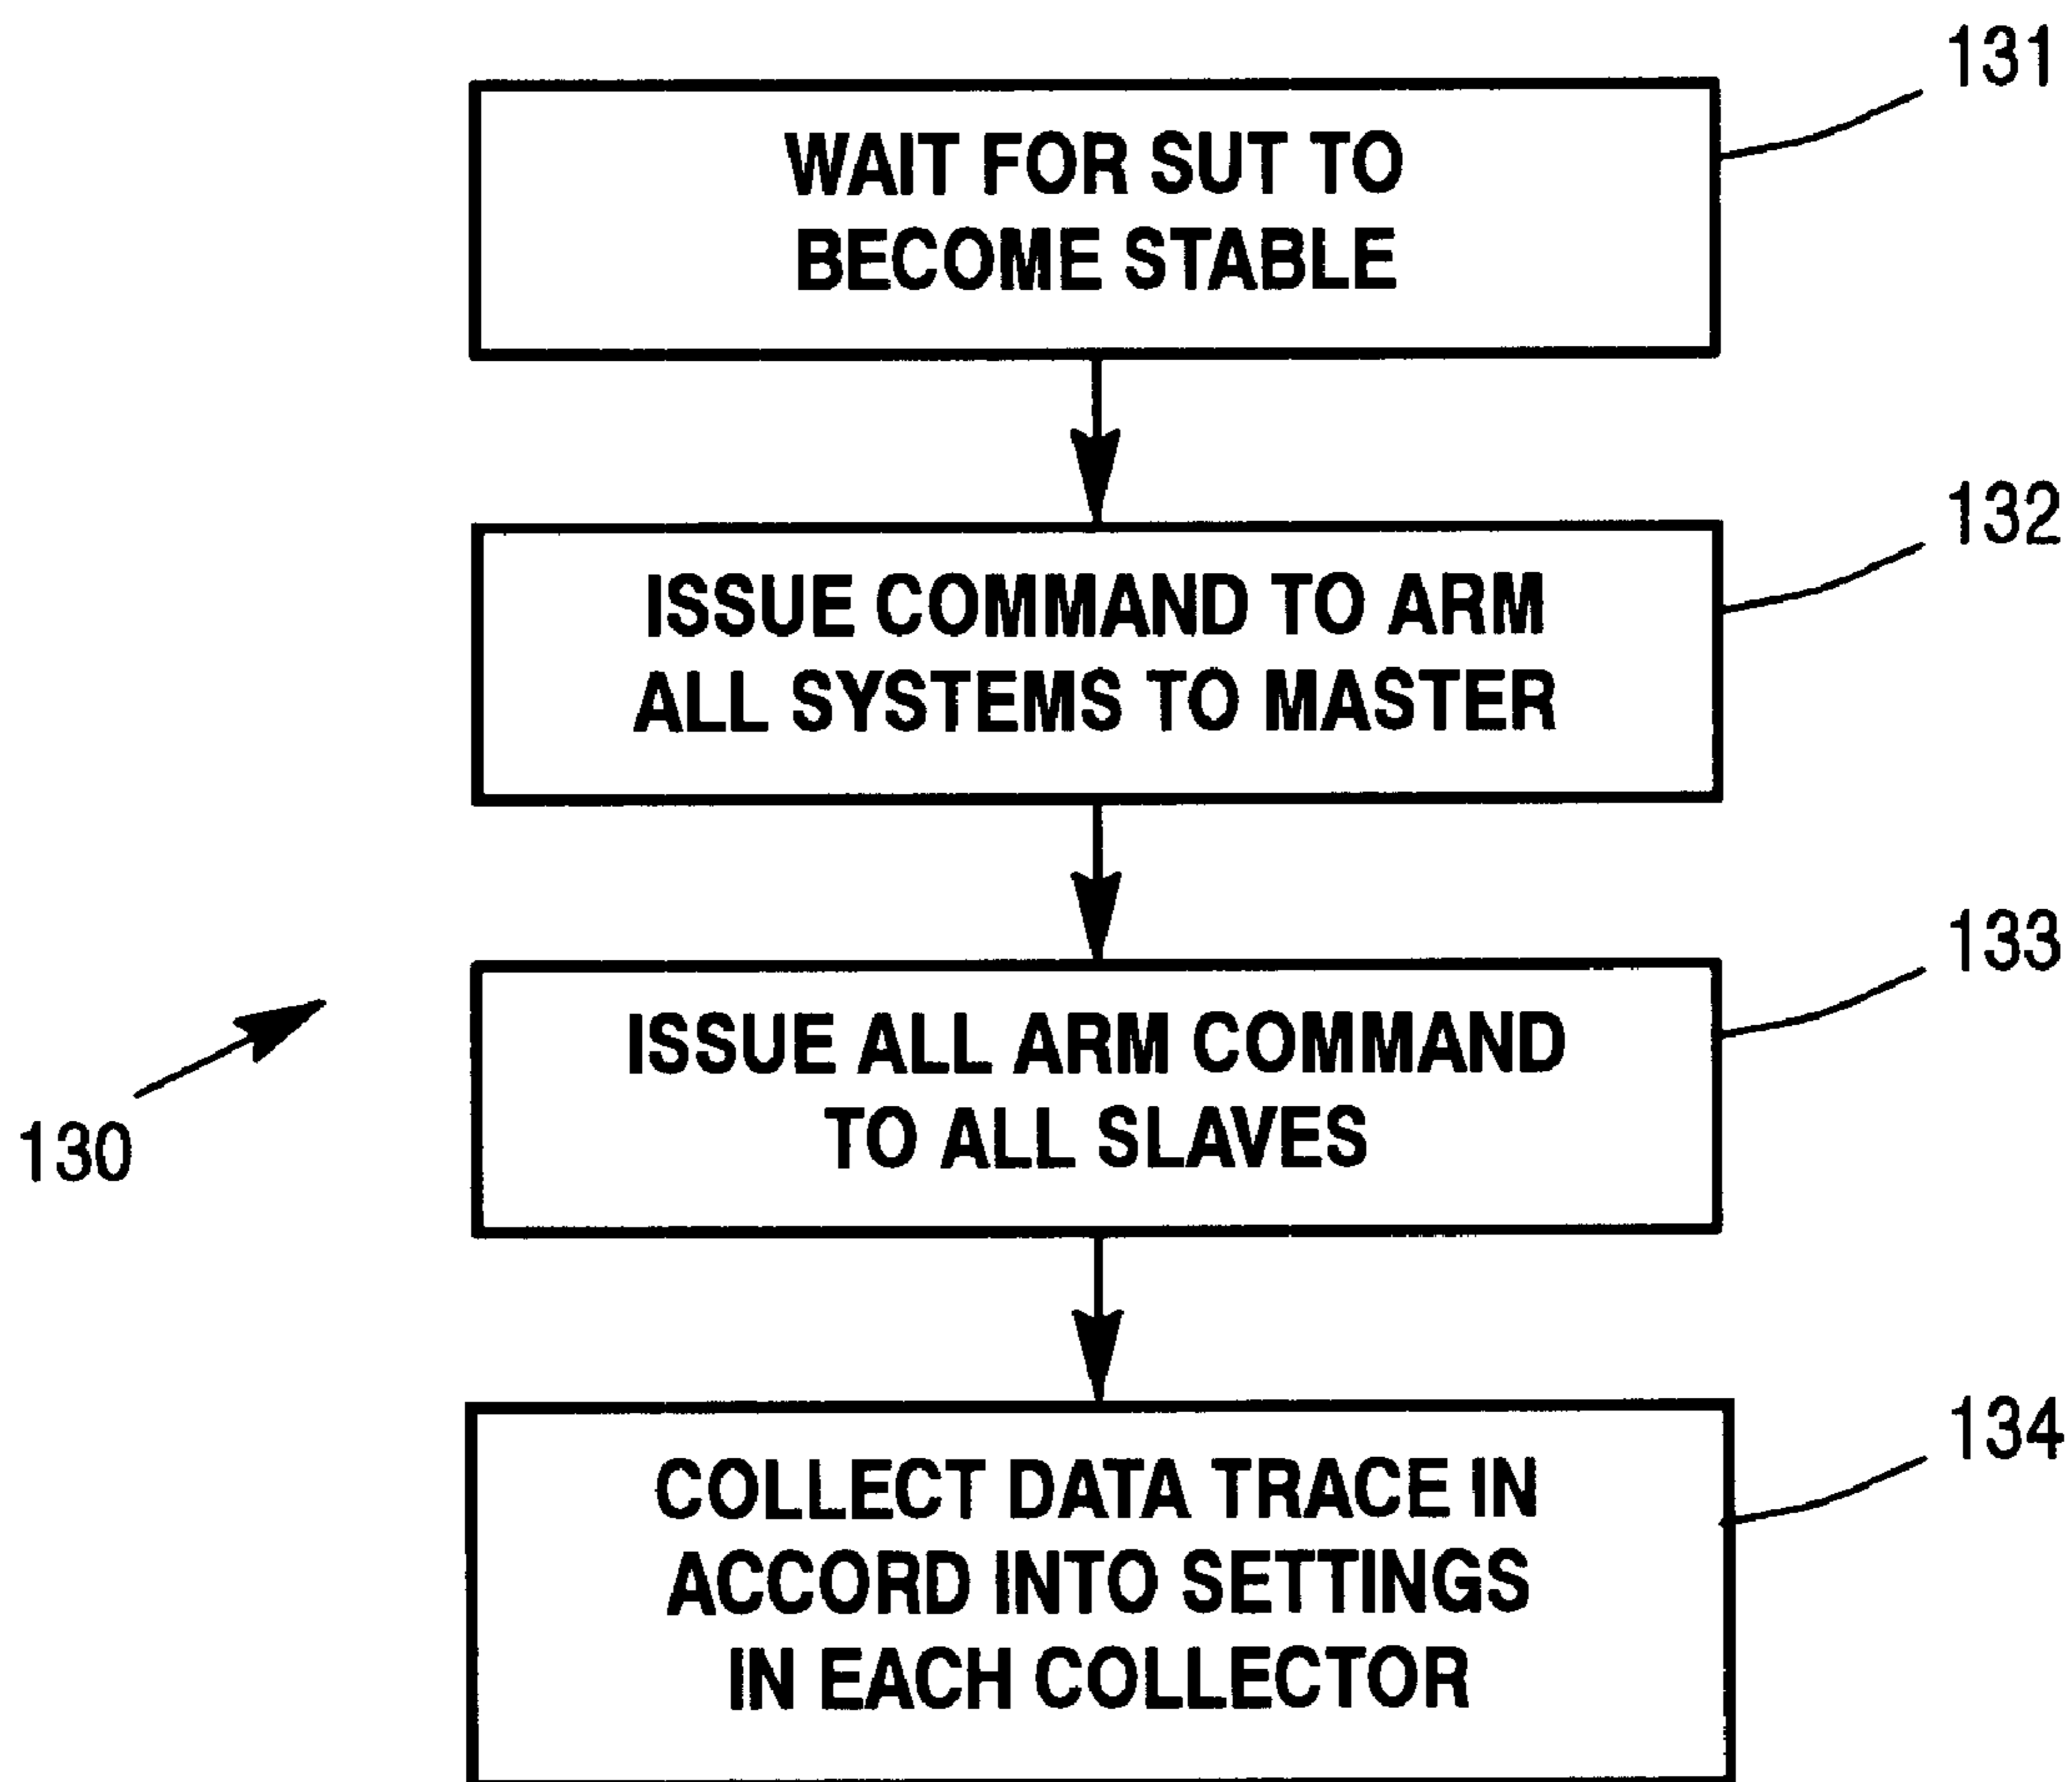 131
WAIT FOR SUT TO
BECOME STABLE
132
ISSUE COMMAND TO ARM
ALL SYSTEMS TO MASTER
133
ISSUE ALL ARM COMMAND
TO ALL SLAVES
130
134
COLLECT DATA TRACE IN
ACCORD INTO SETTINGS
IN EACH COLLECTOR